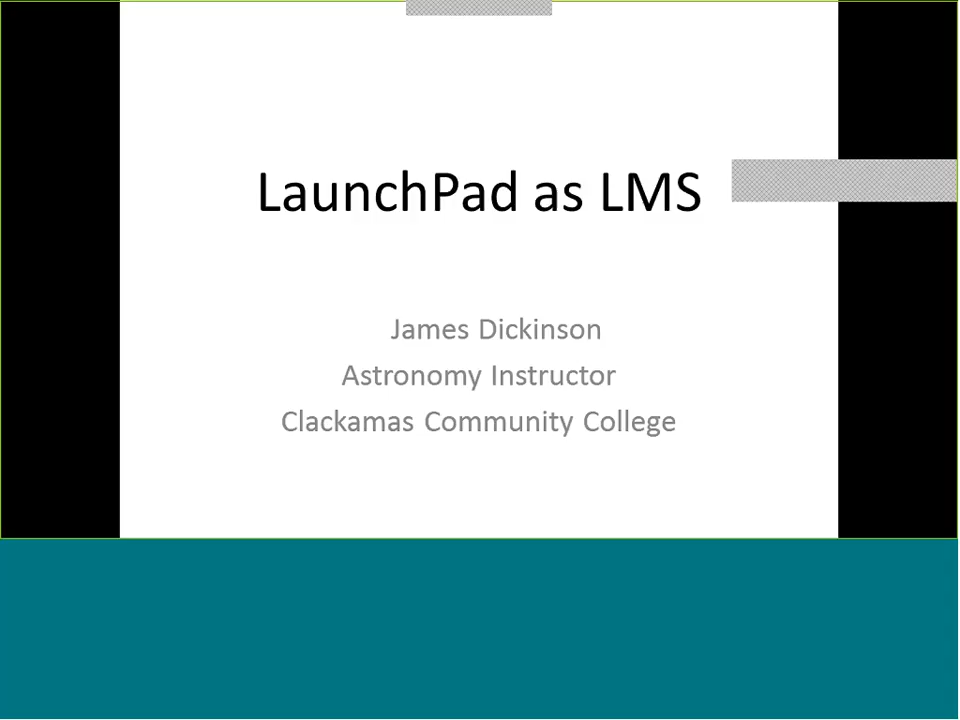 LaunchPad as LMS
James Dickinson
Astronomy Instructor
Clackamas Community College